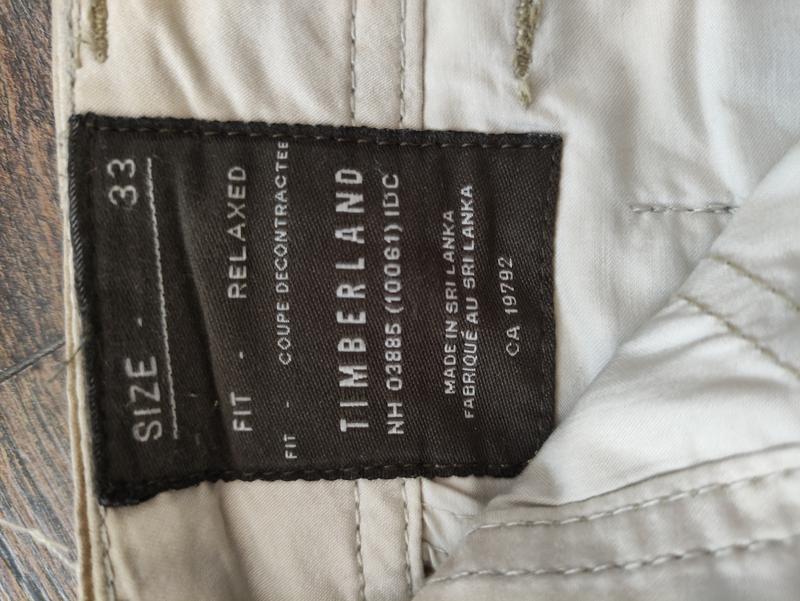 SIZE - 33
FIT - RELAXED
FIT - COUPE DECONTRACTEE
TIMBERLAND
NH 03885 (10061) IDC
MADE IN SRI LANKA
FABRIQUÉ AU SRI LANKA
CA 19792